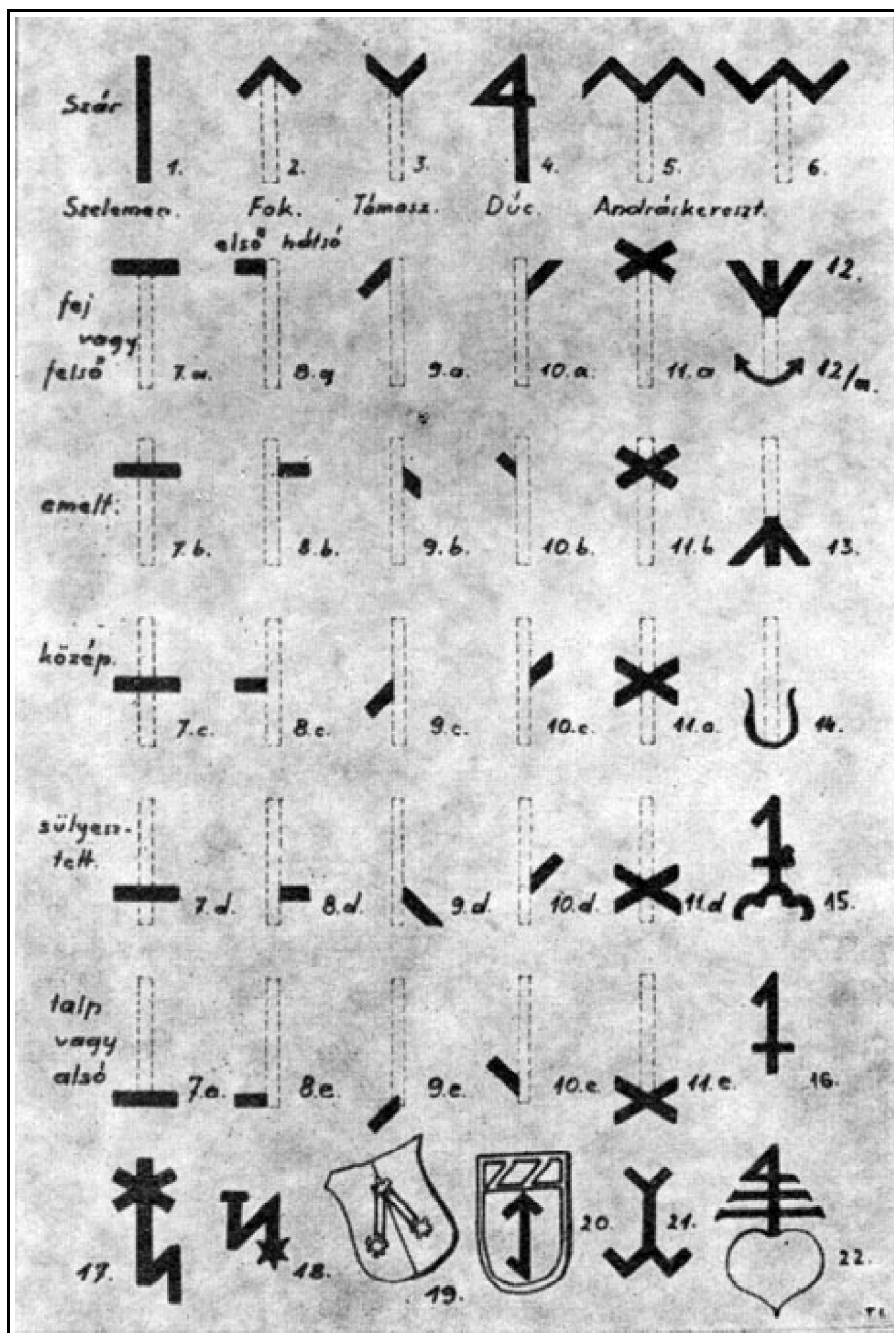 Szár
1. 2. 3. 4. 5. 6.
Szelemen. Fok. Támasz. Dúc. Andráskereszt.
első hátsó
12.
fej
vagy
felső
7.a. 8.a 9.a. 10.a. 11.a 12/a.
emelt:
7.b. 8.b. 9.b. 10.b. 11.b 13.
közép.
7.c. 8.c. 9.c. 10.c. 11.a. 14.
sülyesz-
tett.
7.d. 8.d. 9.d. 10.d. 11.d 15.
talp
vagy
alsó
7.e. 8.e. 9.e. 10.e. 11.e. 16.
17. 18. 19. 20. 21. 22.
T I.